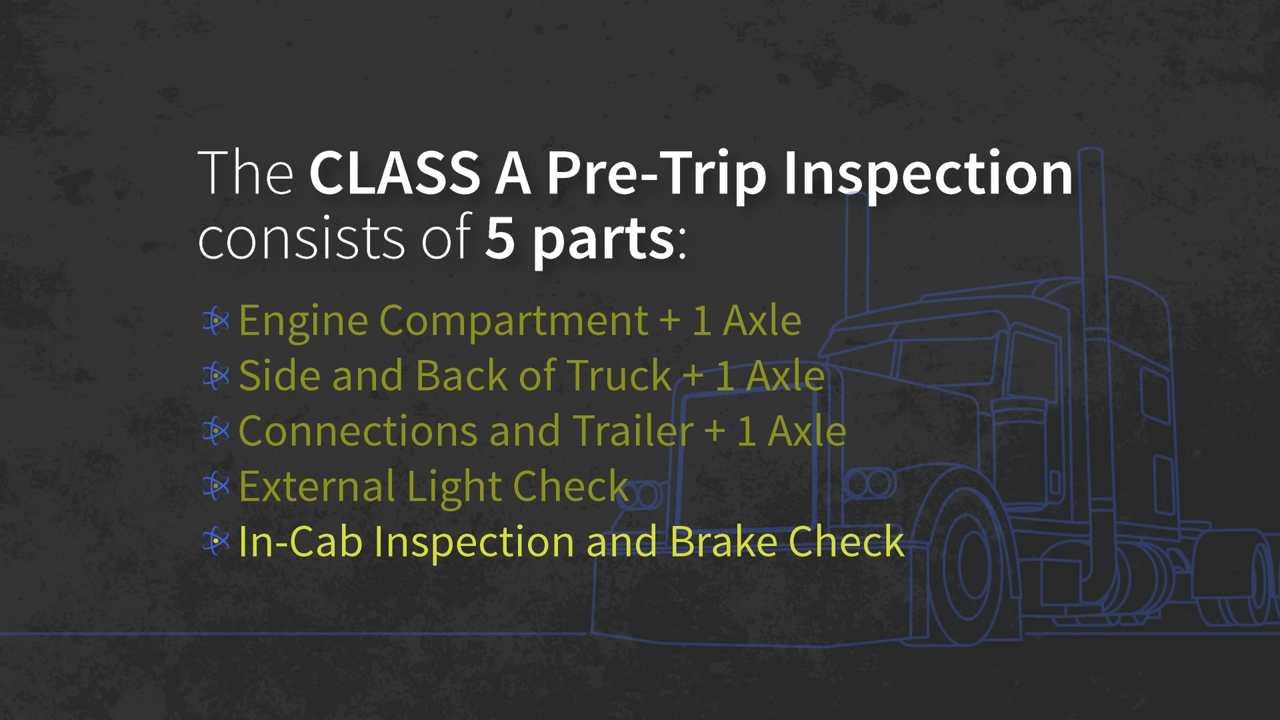 The CLASS A Pre-Trip Inspection
consists of 5 parts:
Engine Compartment + 1 Axle
Side and Back of Truck + 1 Axle
Connections and Trailer + 1 Axle
External Light Check
In-Cab Inspection and Brake Check